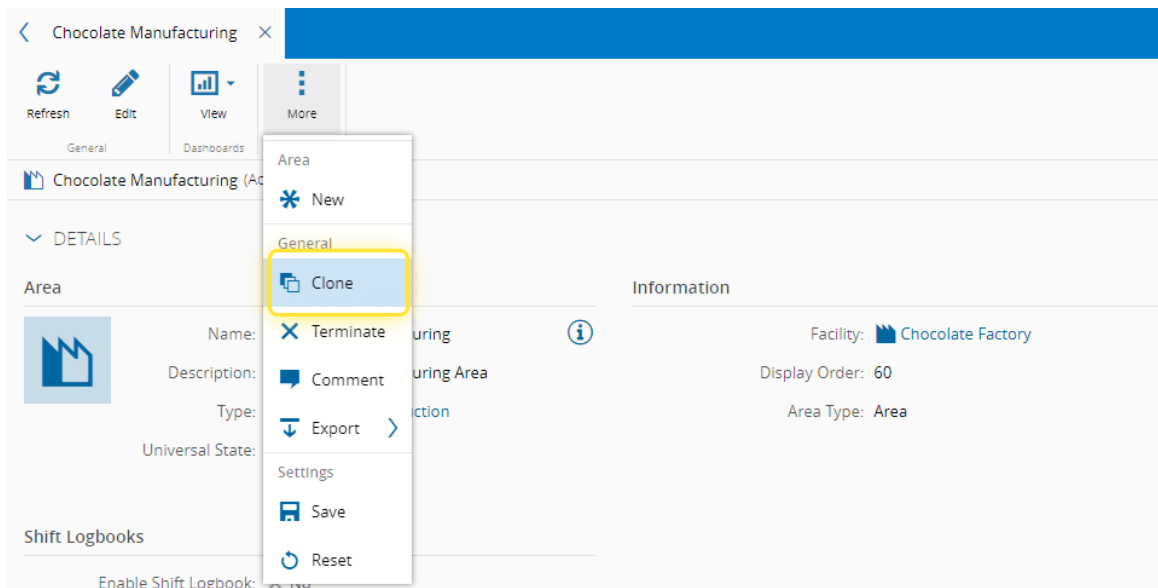 Chocolate Manufacturing
Refresh Edit View More
General Dashboards
Chocolate Manufacturing
Area
New
DETAILS
General
Clone
Area
Information
Name: uring
Terminate
Facility: Chocolate Factory
Description: uring Area
Comment
Display Order: 60
Type: ction
Export
Area Type: Area
Universal State:
Settings
Save
Shift Logbooks
Reset
Enable Shift Logbook: No